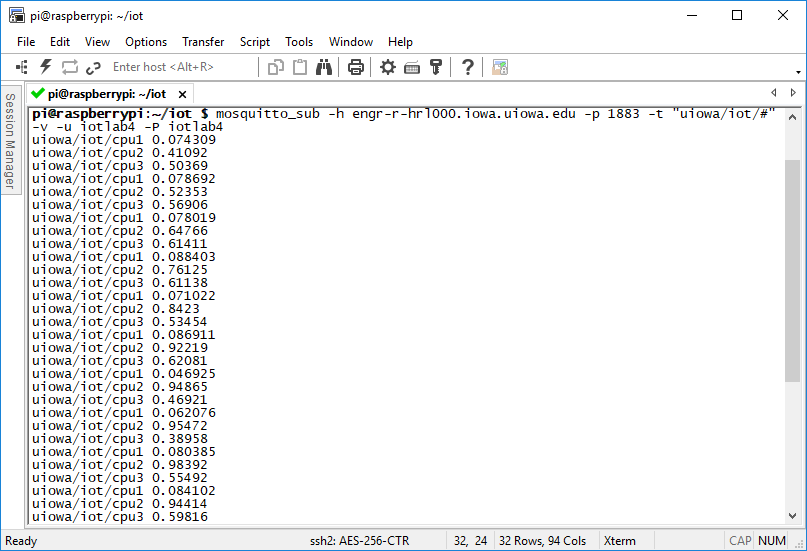 pi@raspberrypi: ~/iot
File Edit View Options Transfer Script Tools Window Help
Enter host <Alt+R>
pi@raspberrypi: ~/iot
Session Manager
pi@raspberrypi:~/iot $ mosquitto_sub -h engr-r-hrl000.iowa.uiowa.edu -p 1883 -t "uiowa/iot/#"
-v -u iotlab4 -P iotlab4
uiowa/iot/cpu1 0.074309
uiowa/iot/cpu2 0.41092
uiowa/iot/cpu3 0.50369
uiowa/iot/cpu1 0.078692
uiowa/iot/cpu2 0.52353
uiowa/iot/cpu3 0.56906
uiowa/iot/cpu1 0.078019
uiowa/iot/cpu2 0.64766
uiowa/iot/cpu3 0.61411
uiowa/iot/cpu1 0.088403
uiowa/iot/cpu2 0.76125
uiowa/iot/cpu3 0.61138
uiowa/iot/cpu1 0.071022
uiowa/iot/cpu2 0.8423
uiowa/iot/cpu3 0.53454
uiowa/iot/cpu1 0.086911
uiowa/iot/cpu2 0.92219
uiowa/iot/cpu3 0.62081
uiowa/iot/cpu1 0.046925
uiowa/iot/cpu2 0.94865
uiowa/iot/cpu3 0.46921
uiowa/iot/cpu1 0.062076
uiowa/iot/cpu2 0.95472
uiowa/iot/cpu3 0.38958
uiowa/iot/cpu1 0.080385
uiowa/iot/cpu2 0.98392
uiowa/iot/cpu3 0.55492
uiowa/iot/cpu1 0.084102
uiowa/iot/cpu2 0.94414
uiowa/iot/cpu3 0.59816
Ready ssh2: AES-256-CTR 32, 24 32 Rows, 94 Cols Xterm CAP NUM